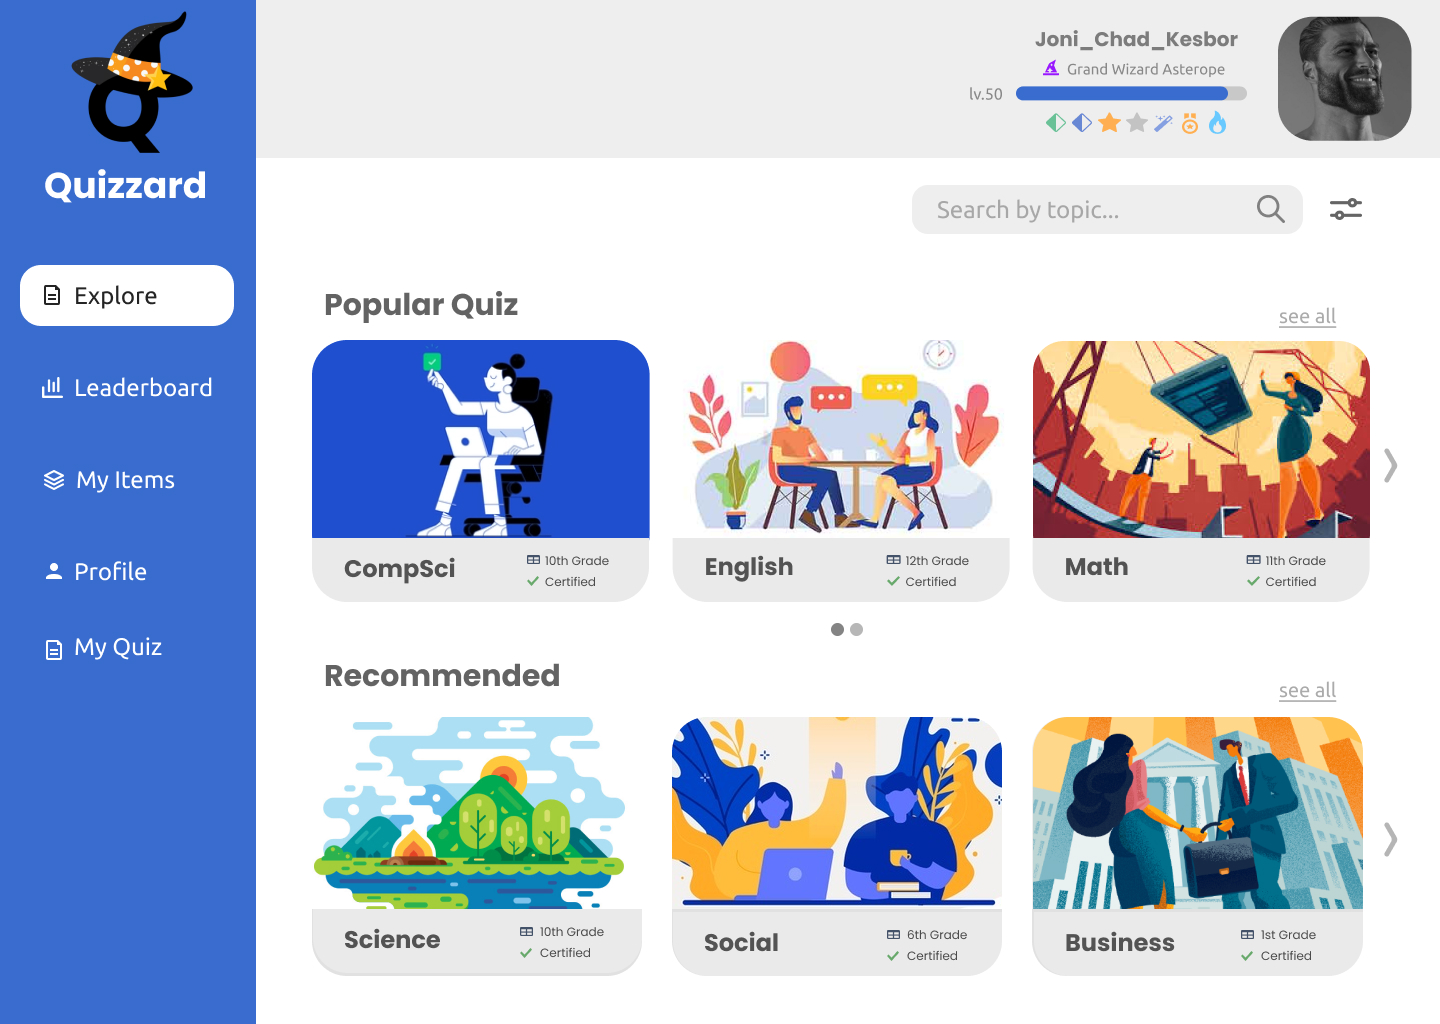 Quizzard
Explore
Leaderboard
My Items
Profile
My Quiz
Joni_Chad_Kesbor
Grand Wizard Asterope
lv.50
Search by topic...
Popular Quiz
see all
CompSci
10th Grade
Certified
English
12th Grade
Certified
Math
11th Grade
Certified
Recommended
see all
Science
10th Grade
Certified
Social
6th Grade
Certified
Business
1st Grade
Certified